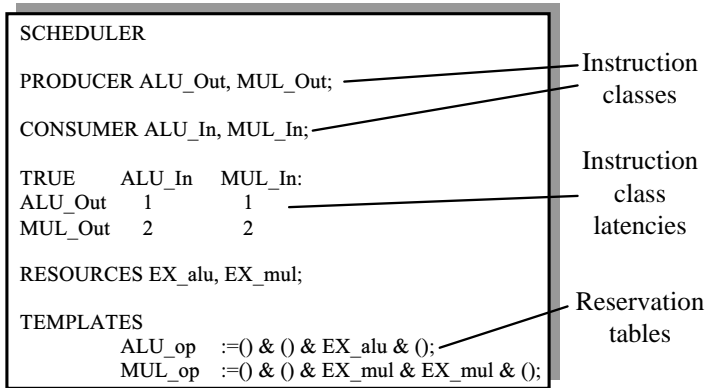 SCHEDULER
PRODUCER ALU_Out, MUL_Out;
CONSUMER ALU_In, MUL_In;
TRUE ALU_In MUL_In:
ALU_Out 1 1
MUL_Out 2 2
RESOURCES EX_alu, EX_mul;
TEMPLATES
ALU_op :=() & () & EX_alu & ();
MUL_op :=() & () & EX_mul & EX_mul & ();
Instruction
classes
Instruction
class
latencies
Reservation
tables